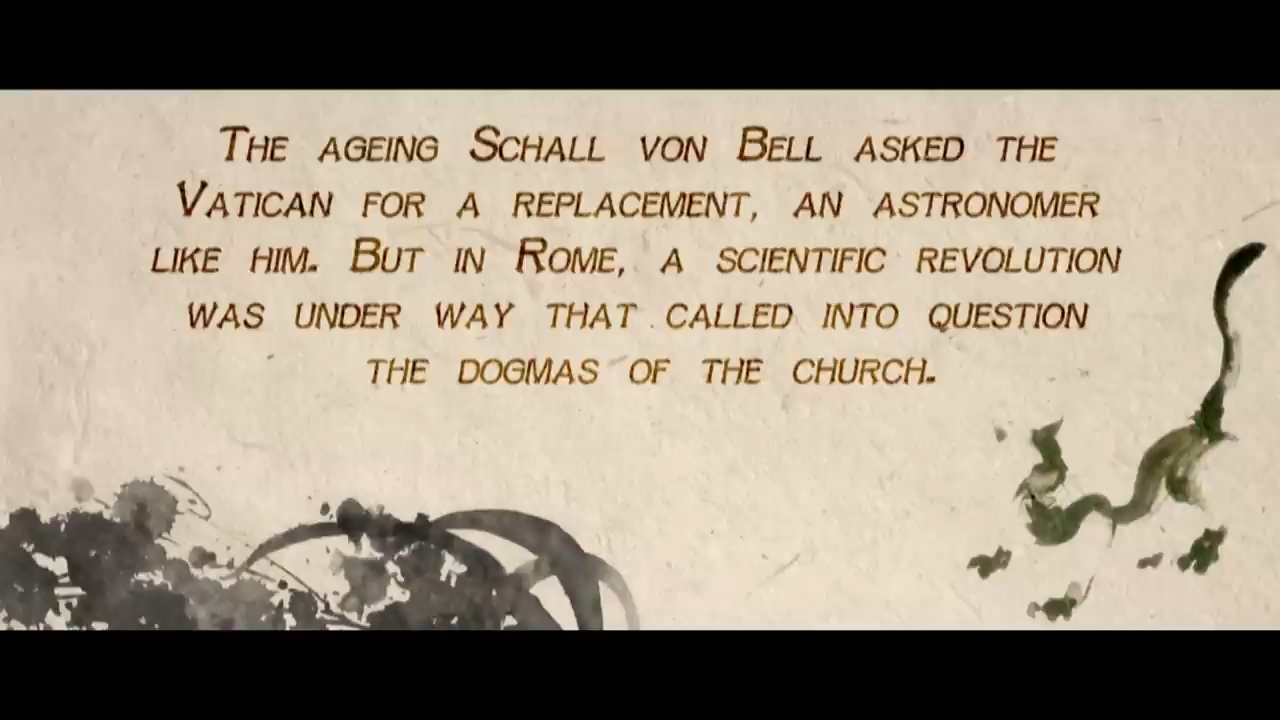 The ageing Schall von Bell asked the
Vatican for a replacement, an astronomer
like him. But in Rome, a scientific revolution
was under way that called into question
the dogmas of the church.